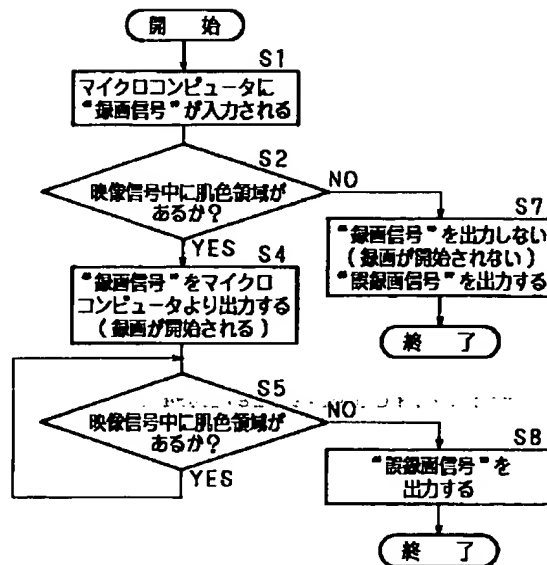 開 始
S1
マイクロコンピュータに
“録画信号”が入力される
S2
映像信号中に肌色領域が
あるか?
NO
YES
S7
“録画信号”を出力しない
(録画が開始されない)
“誤録画信号”を出力する
終 了
S4
“録画信号”をマイクロ
コンピュータより出力する
(録画が開始される)
S5
映像信号中に肌色領域が
あるか?
NO
YES
S8
“誤録画信号”を
出力する
終 了